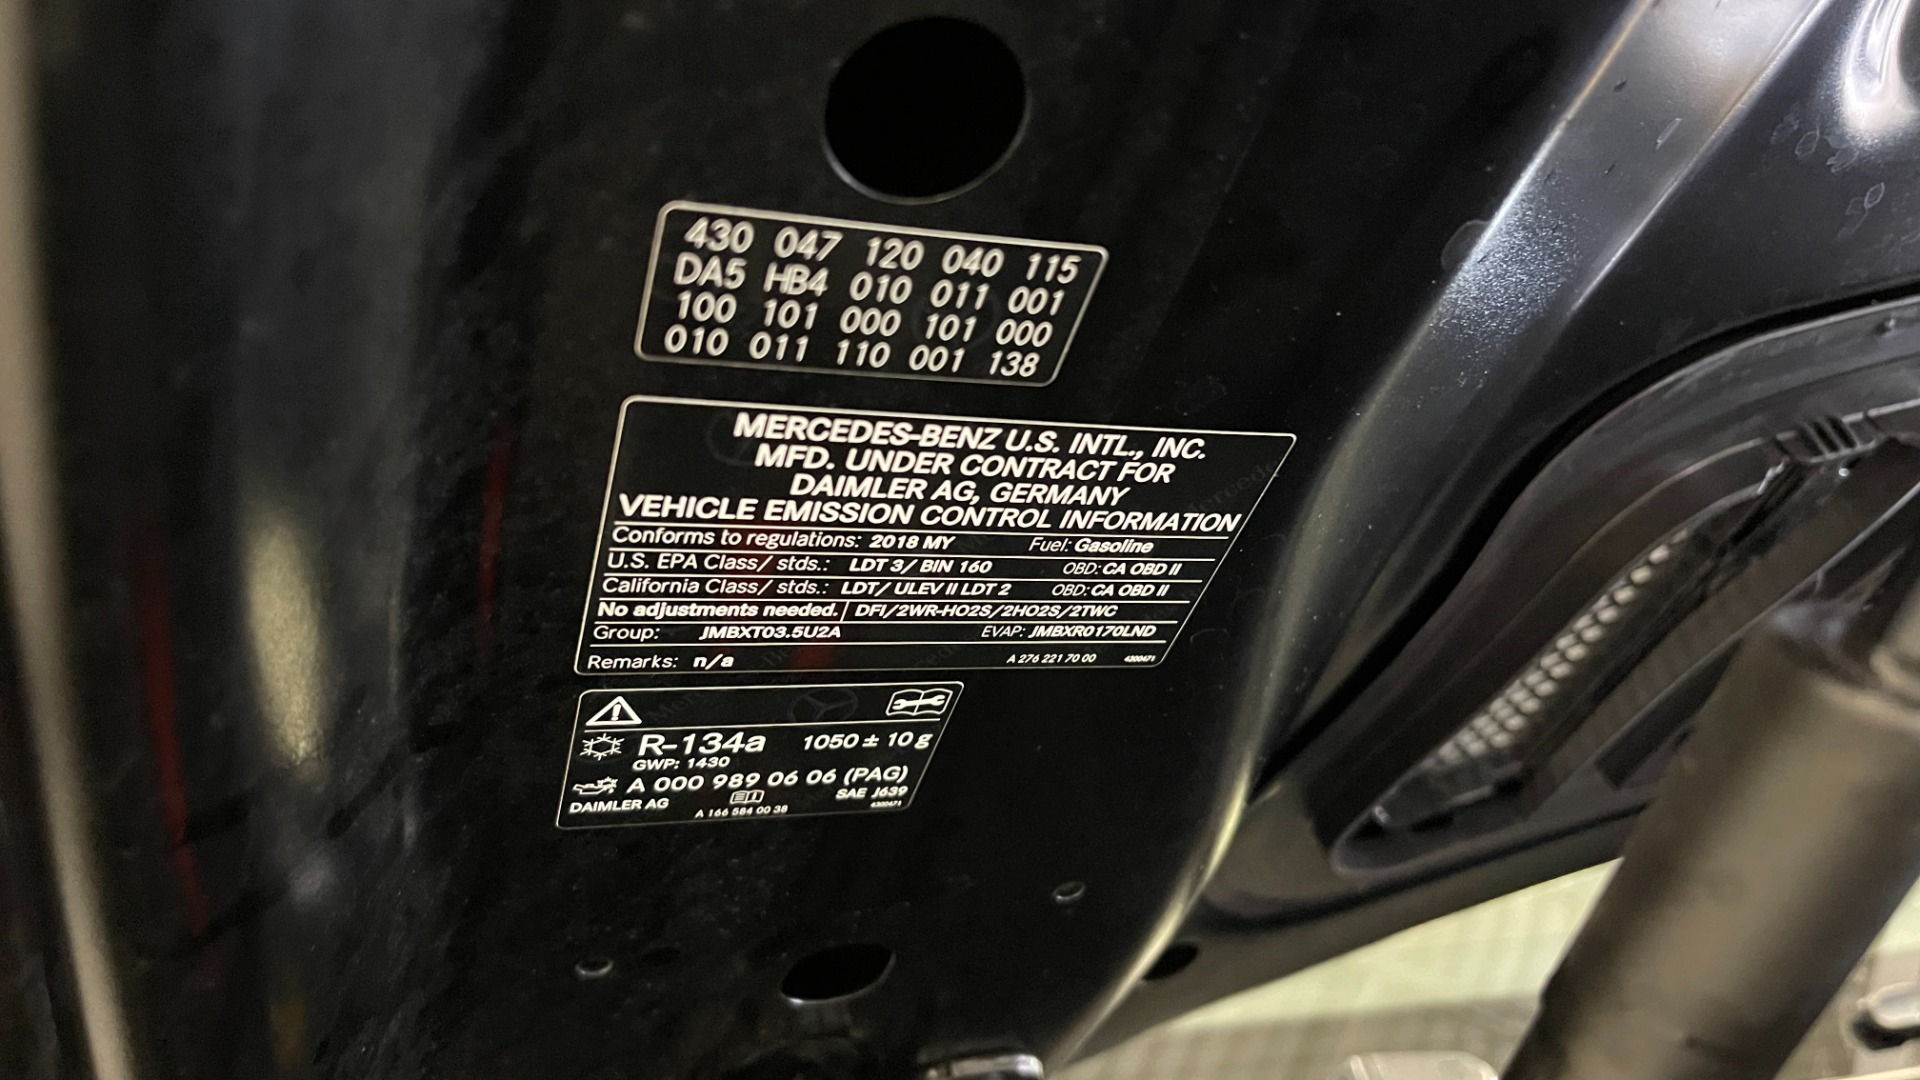 430 047 120 040 115
DA5 HB4 010 011 001
100 101 000 101 000
010 011 110 001 138
MERCEDES-BENZ U.S. INTL., INC.
MFD. UNDER CONTRACT FOR
DAIMLER AG, GERMANY
VEHICLE EMISSION CONTROL INFORMATION
Conforms to regulations: 2018 MY Fuel: Gasoline
U.S. EPA Class/ stds.: LDT 3/ BIN 160 OBD: CA OBD II
California Class/ stds.: LDT/ ULEV II LDT 2 OBD: CA OBD II
No adjustments needed. DFI/2WR-HO2S/2HO2S/2TWC
Group: JMBXT03.5U2A EVAP: JMBXR0170LND
Remarks: n/a A 276 221 70 00
R-134a 1050 ± 10 g
GWP: 1430
A 000 989 06 06 (PAG)
DAIMLER AG SAE J639
A 166 584 00 38